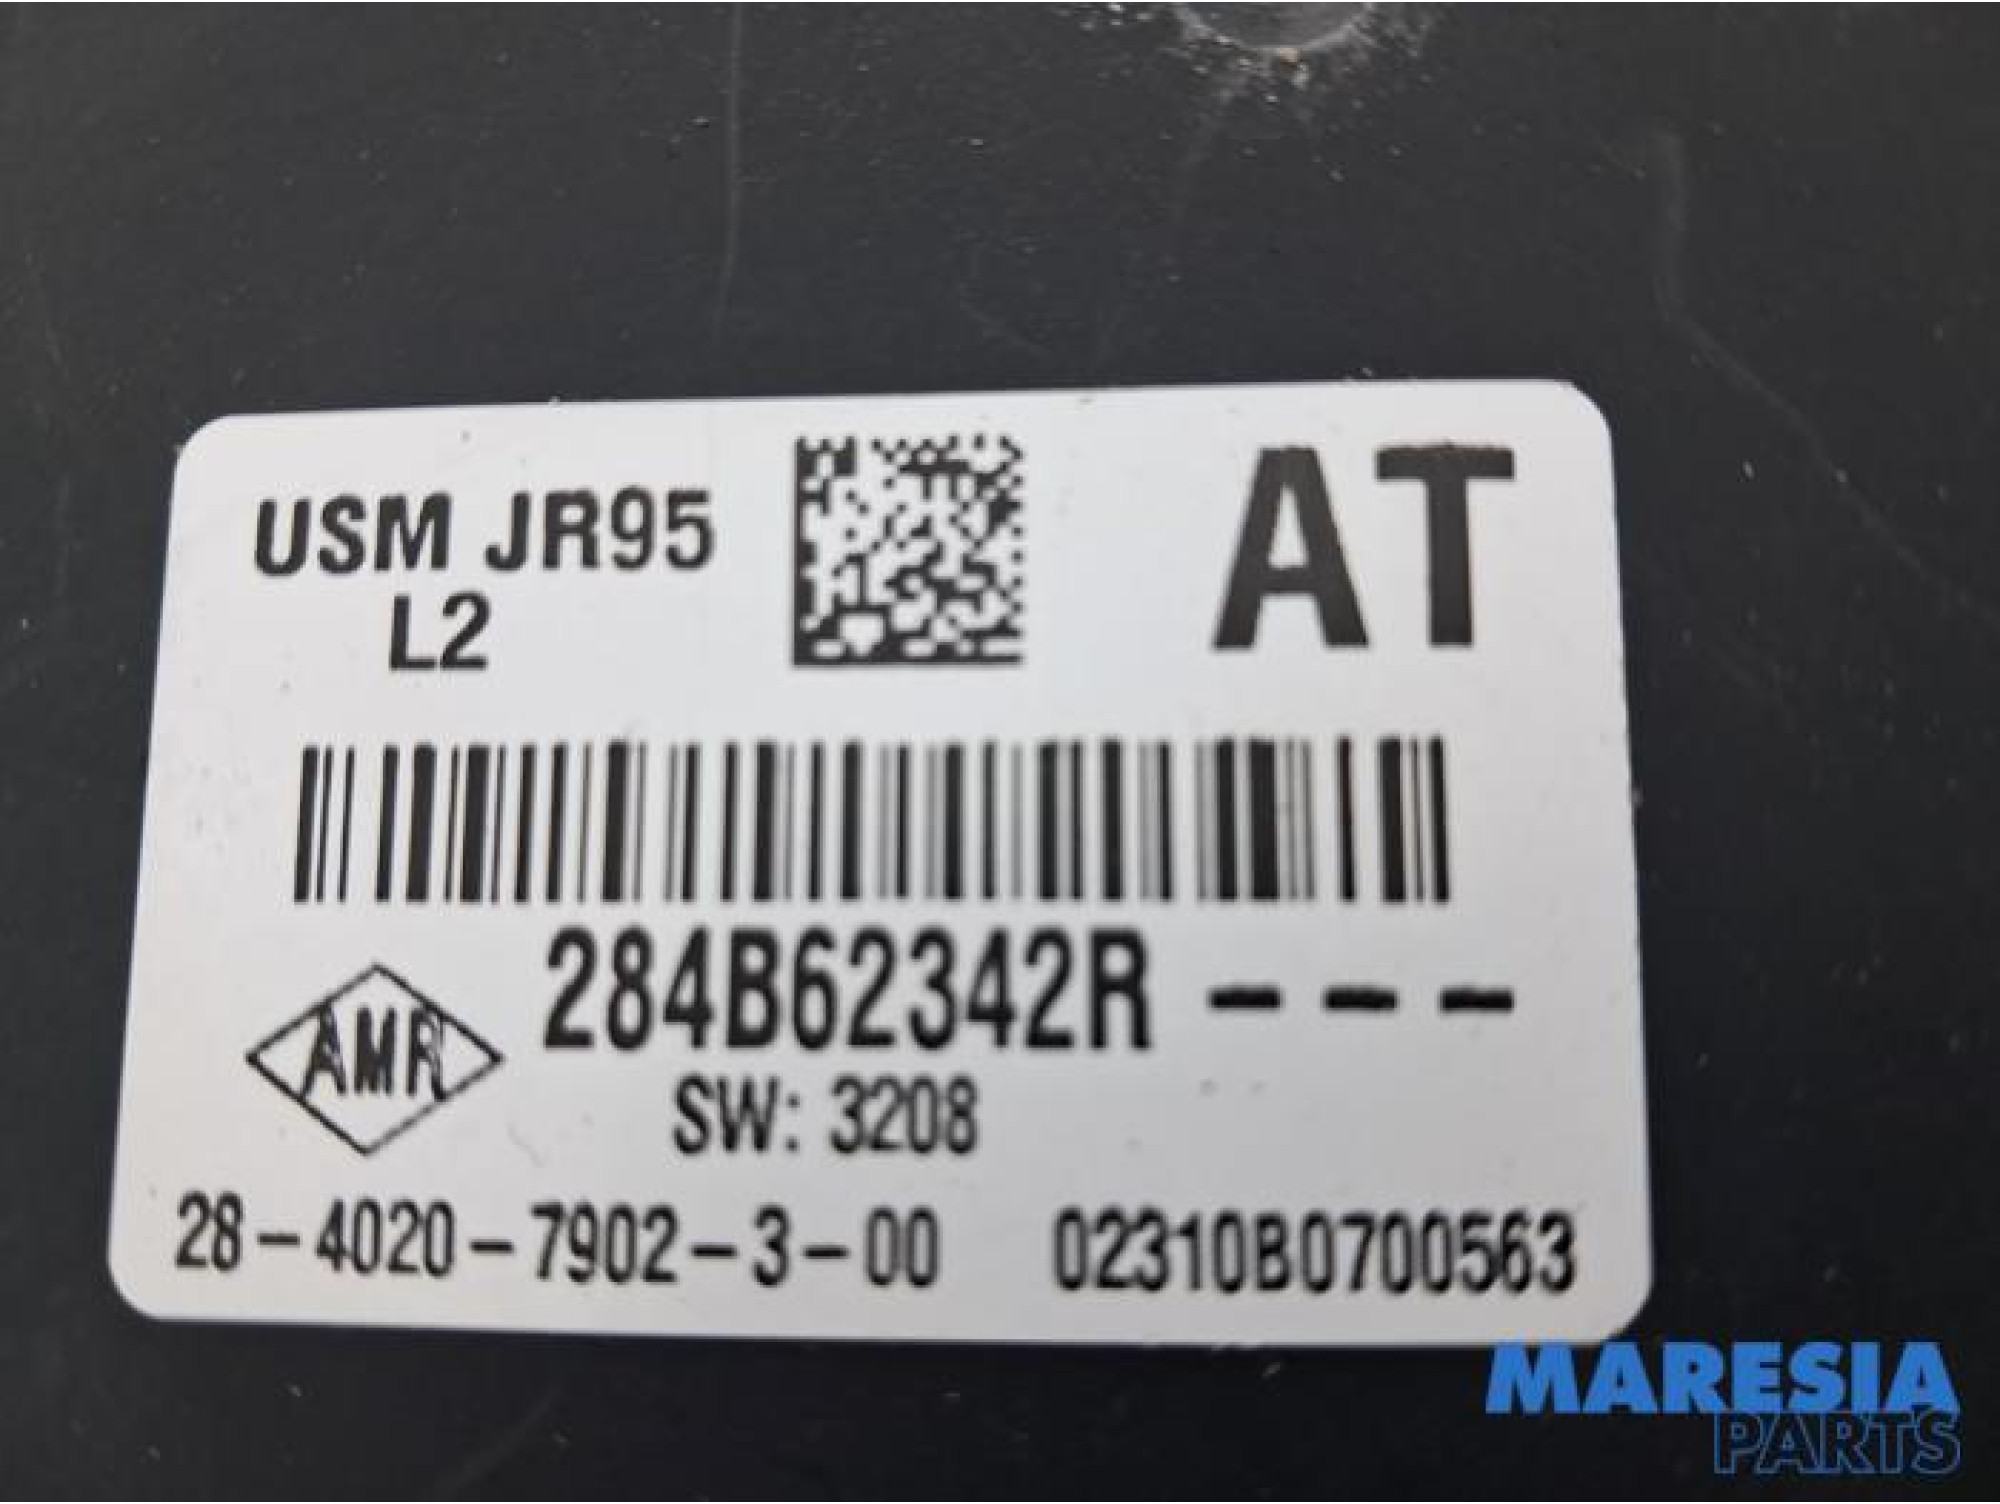 USM JR95
L2
AT
284B62342R ---
AMR
SW: 3208
28-4020-7902-3-00 02310B0700563
MARESIA
PARTS